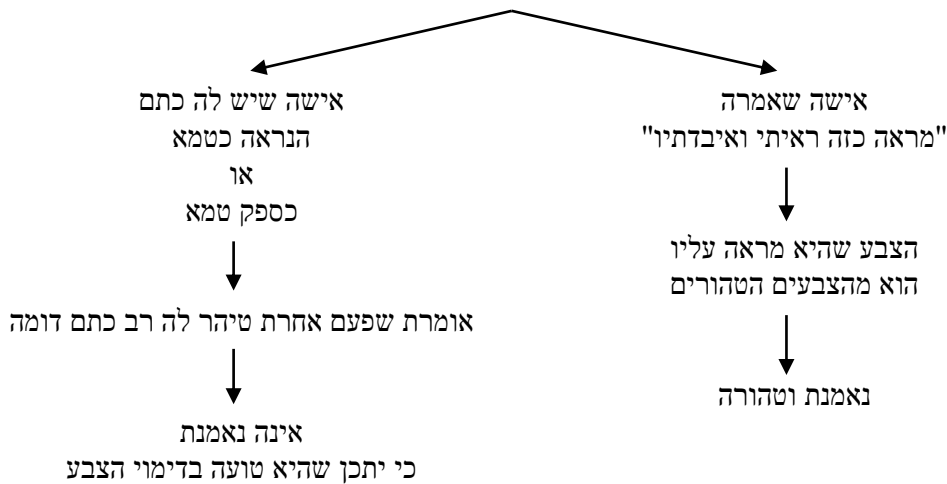 אישה שאמרה
"מראה כזה ראיתי ואיבדתיו"
הצבע שהיא מראה עליו
הוא מהצבעים הטהורים
נאמנת וטהורה
אישה שיש לה כתם
הנראה כטמא
או
כספק טמא
אומרת שפעם אחרת טיהר לה רב כתם דומה
אינה נאמנת
כי יתכן שהיא טועה בדימוי הצבע